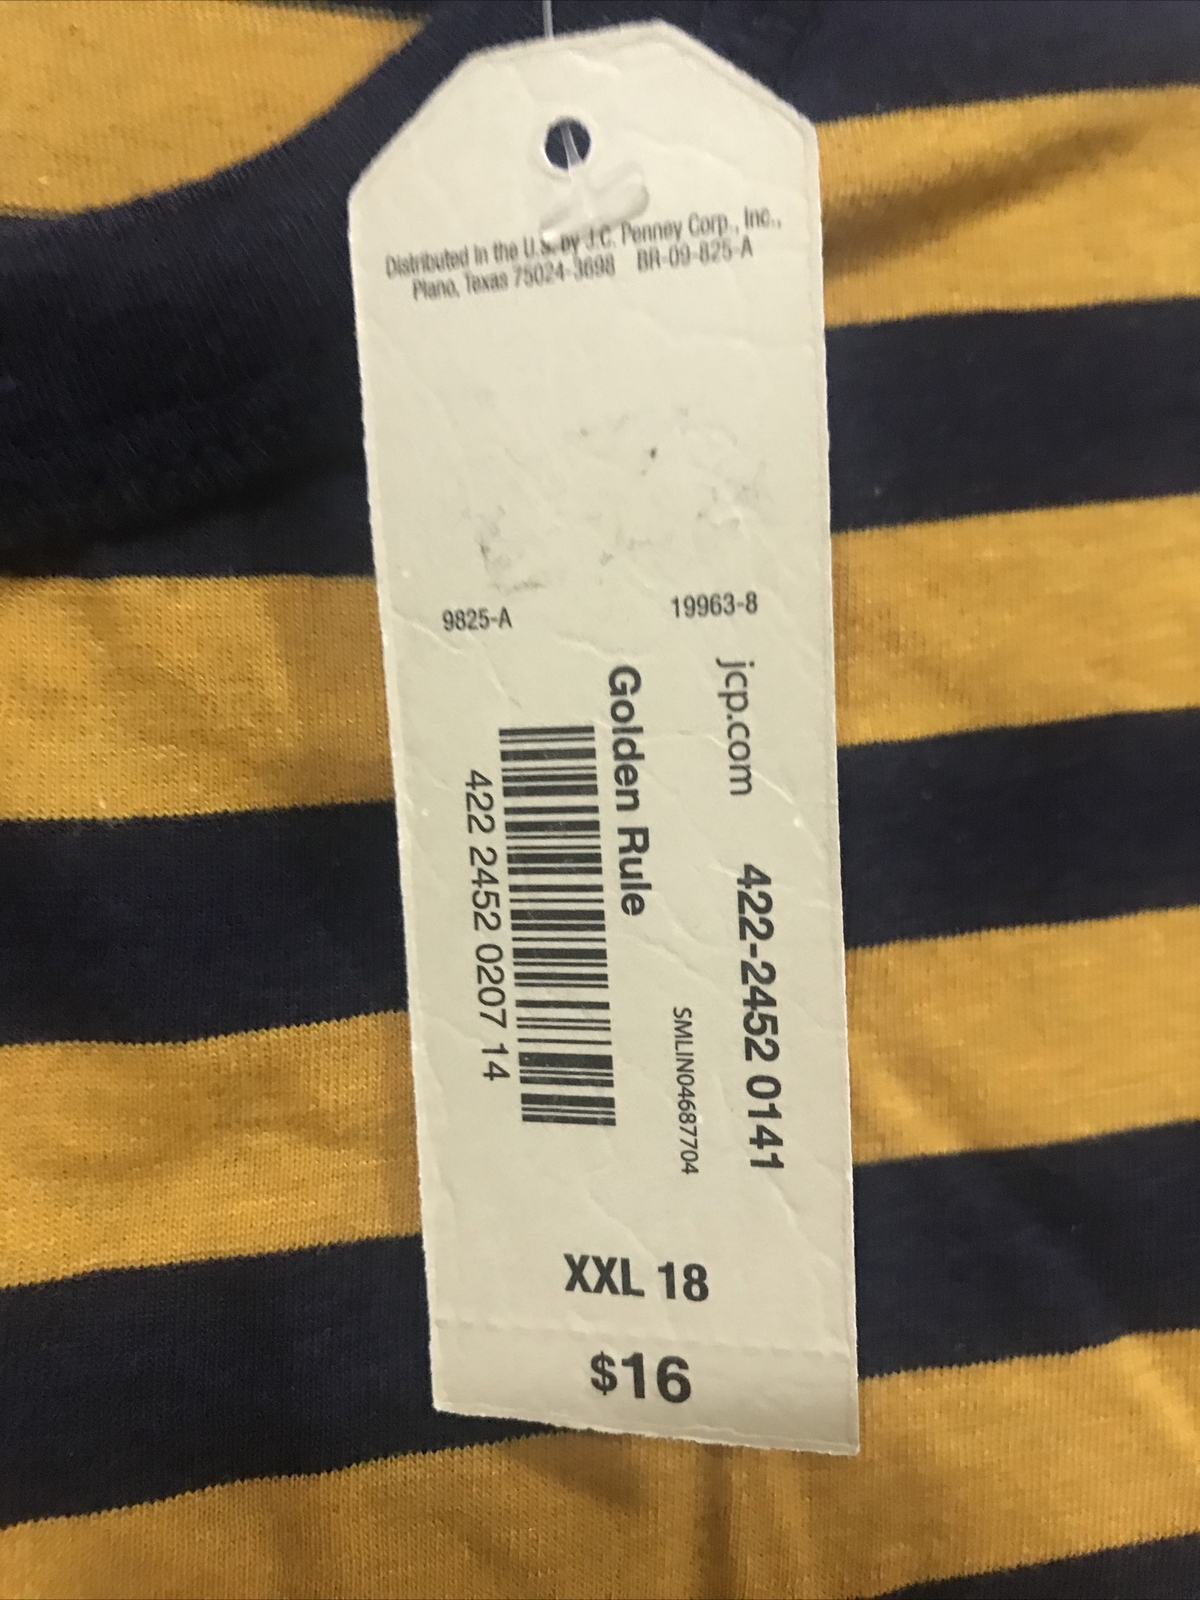 Distributed in the U.S. by J.C. Penney Corp., Inc.,
Plano, Texas 75024-3698 BR-09-825-A
9825-A 19963-8
jcp.com 422-2452 0141
SMLIN04687704
Golden Rule
422 2452 0207 14
XXL 18
$16